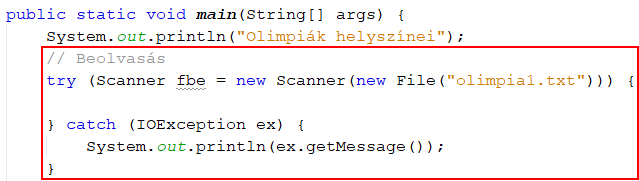 public static void main(String[] args) {
System.out.println("Olimpiák helyszínei");
// Beolvasás
try (Scanner fbe = new Scanner(new File("olimpia1.txt"))) {
} catch (IOException ex) {
System.out.println(ex.getMessage());
}